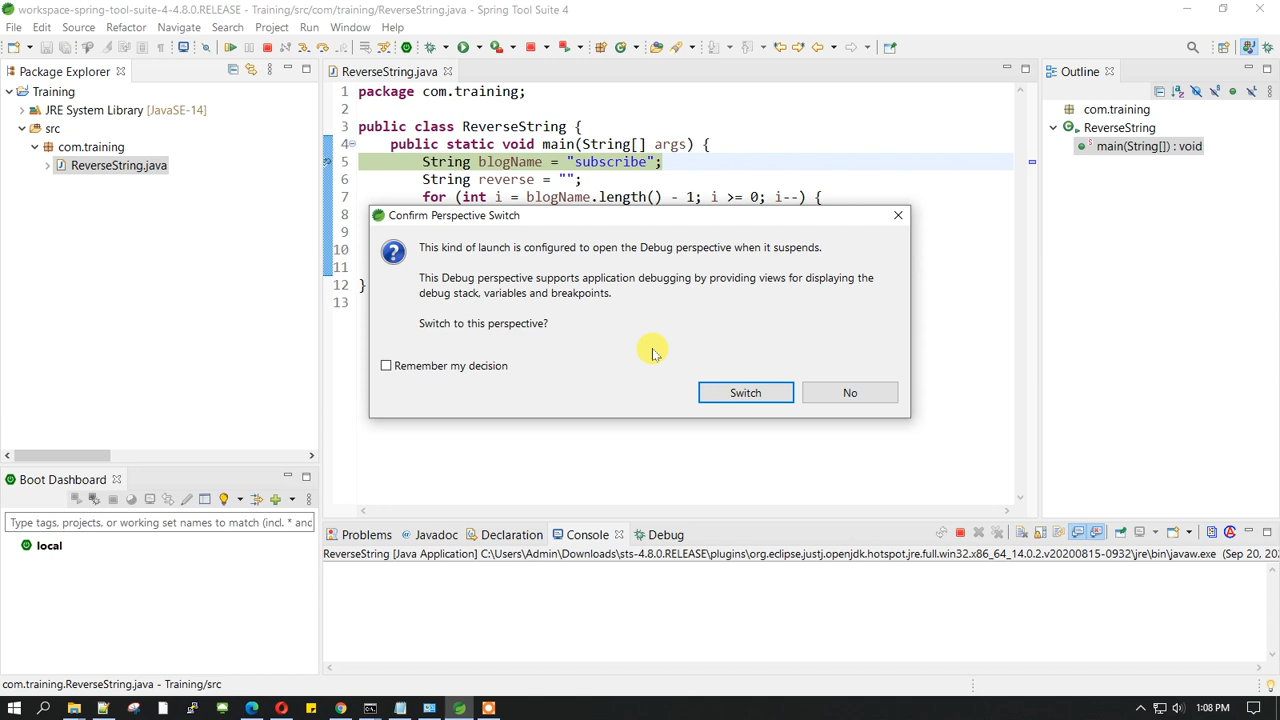 workspace-spring-tool-suite-4-4.8.0.RELEASE - Training/src/com/training/ReverseString.java - Spring Tool Suite 4
File Edit Source Refactor Navigate Search Project Run Window Help
Package Explorer
Training
JRE System Library [JavaSE-14]
src
com.training
ReverseString.java
ReverseString.java
1 package com.training;
2
3 public class ReverseString {
4 public static void main(String[] args) {
5 String blogName = "subscribe";
6 String reverse = "";
7 for (int i = blogName.length() - 1; i >= 0; i--) {
8
9
10
11
12 }
13
Confirm Perspective Switch
This kind of launch is configured to open the Debug perspective when it suspends.
This Debug perspective supports application debugging by providing views for displaying the
debug stack, variables and breakpoints.
Switch to this perspective?
Remember my decision
Switch
No
Outline
com.training
ReverseString
main(String[]) : void
Boot Dashboard
Type tags, projects, or working set names to match (incl. * and
local
Problems Javadoc Declaration Console Debug
ReverseString [Java Application] C:\Users\Admin\Downloads\sts-4.8.0.RELEASE\plugins\org.eclipse.justj.openjdk.hotspot.jre.full.win32.x86_64_14.0.2.v20200815-0932\jre\bin\javaw.exe (Sep 20, 20
com.training.ReverseString.java - Training/src
1:08 PM